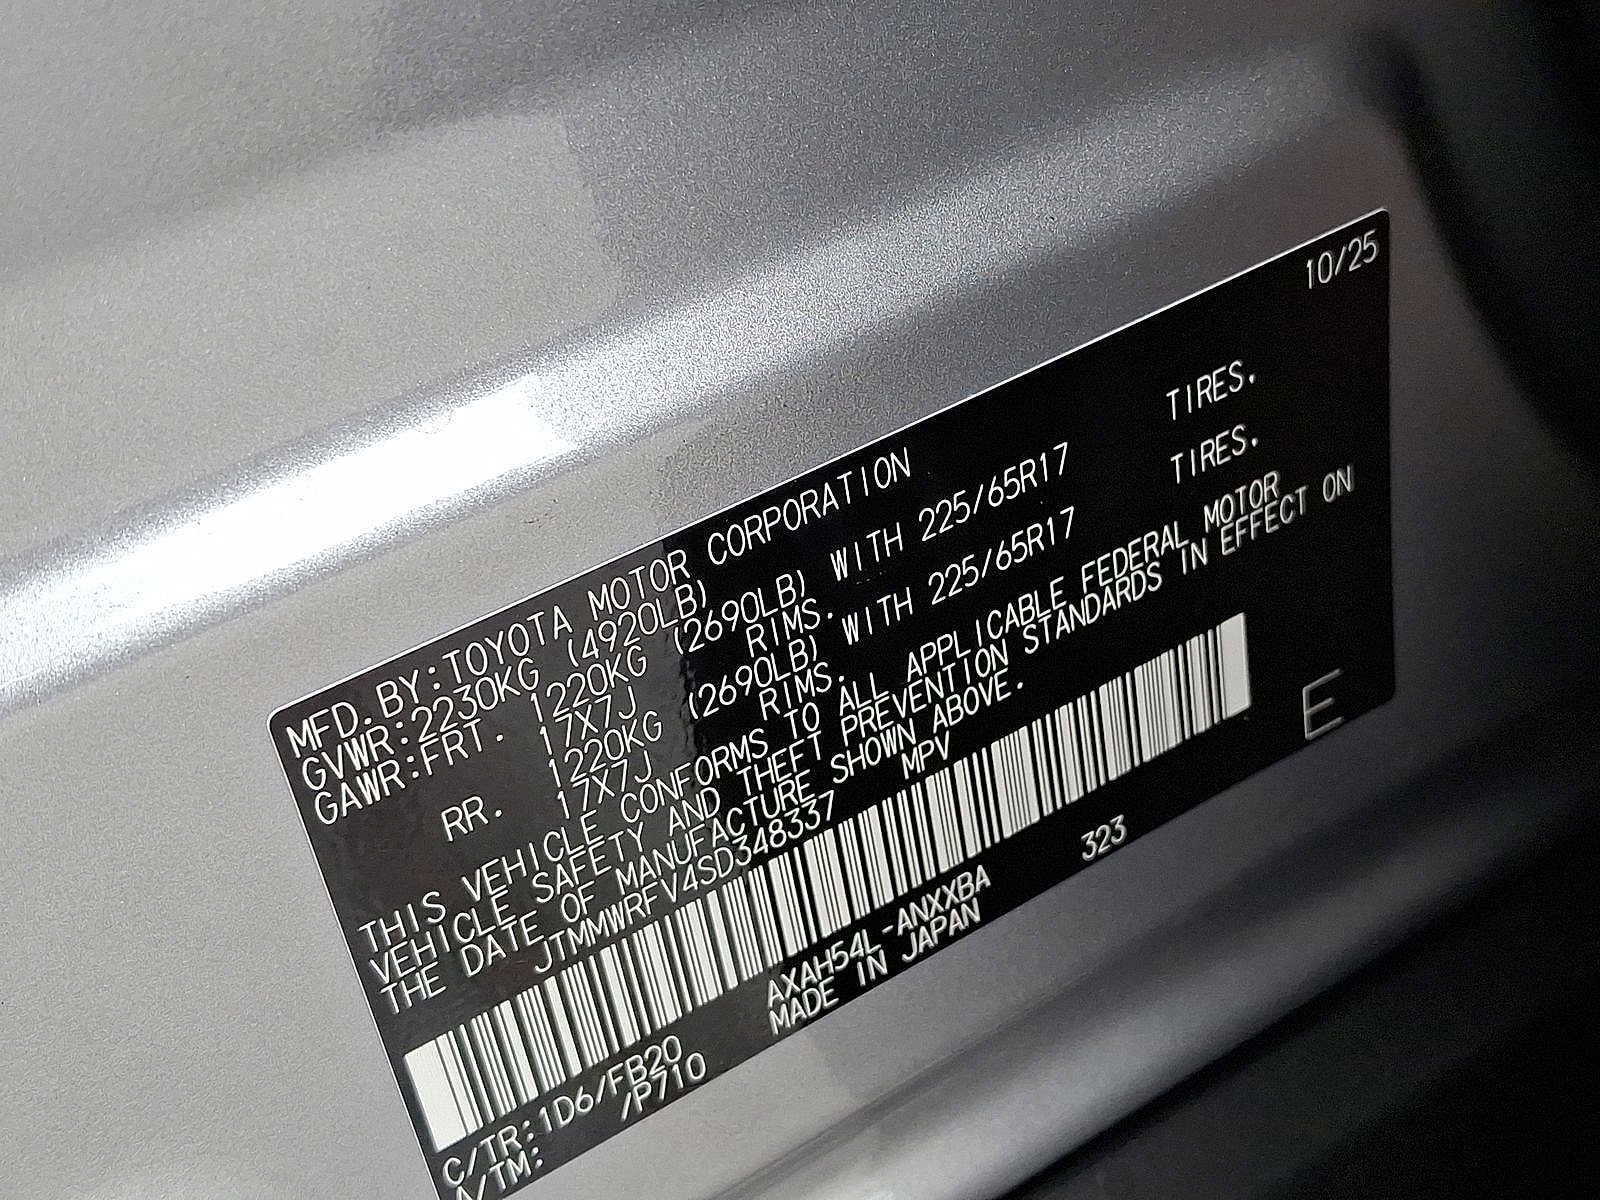 10/25
MFD. BY:TOYOTA MOTOR CORPORATION
GVWR:2230KG (4920LB)
GAWR:FRT. 1220KG (2690LB) WITH 225/65R17 TIRES.
17X7J RIMS.
RR. 1220KG (2690LB) WITH 225/65R17 TIRES.
17X7J RIMS.
THIS VEHICLE CONFORMS TO ALL APPLICABLE FEDERAL MOTOR
VEHICLE SAFETY AND THEFT PREVENTION STANDARDS IN EFFECT ON
THE DATE OF MANUFACTURE SHOWN ABOVE.
JTMMWRFV4SD348337 MPV
E
323
C/TR:1D6/FB20 AXAH54L-ANXXBA
A/TM: /P710 MADE IN JAPAN